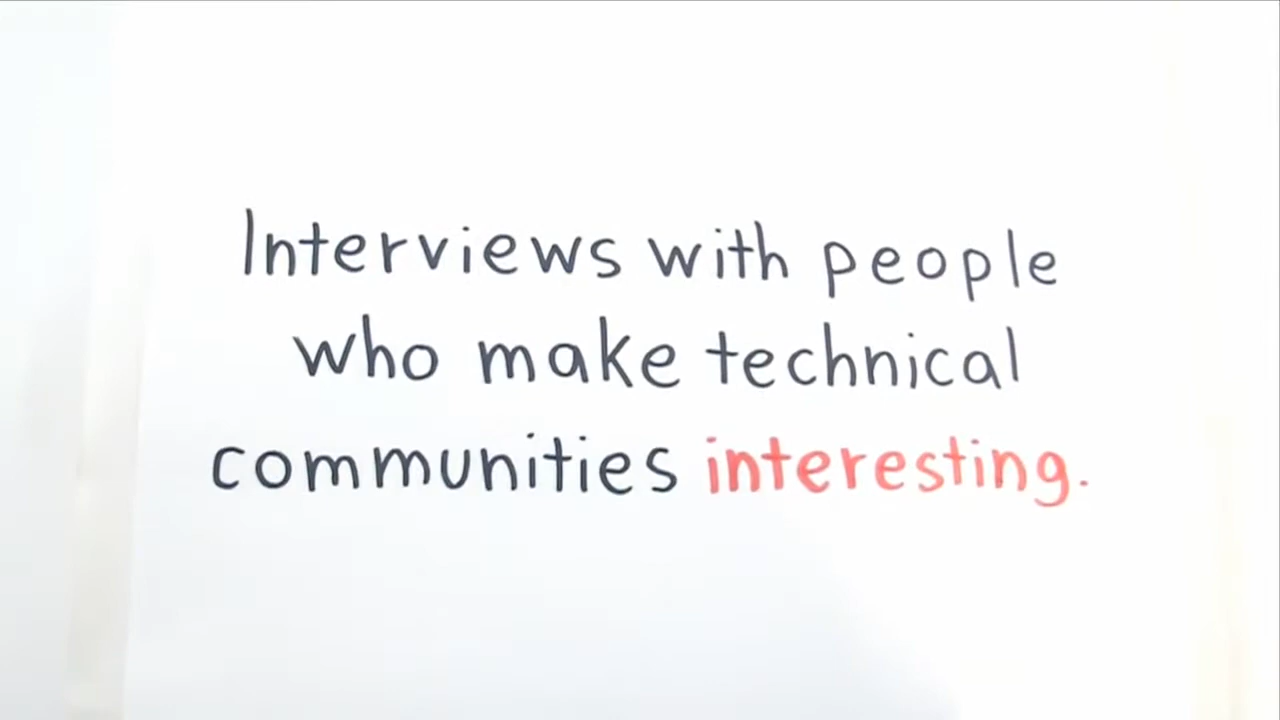 Interviews with people
who make technical
communities interesting.